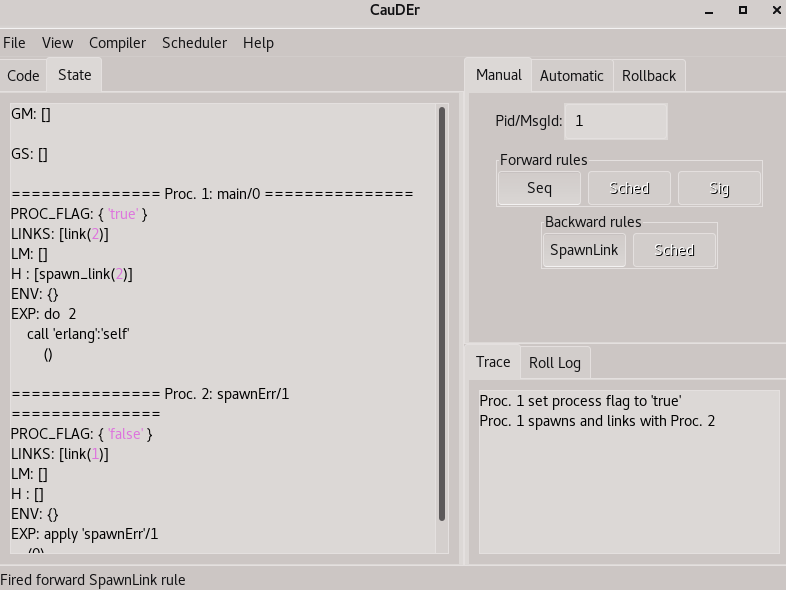 CauDEr
File View Compiler Scheduler Help
Code State
GM: []
GS: []
=============== Proc. 1: main/0 ===============
PROC_FLAG: { 'true' }
LINKS: [link(2)]
LM: []
H : [spawn_link(2)]
ENV: {}
EXP: do  2
call 'erlang':'self'
()
=============== Proc. 2: spawnErr/1
===============
PROC_FLAG: { 'false' }
LINKS: [link(1)]
LM: []
H : []
ENV: {}
EXP: apply 'spawnErr'/1
(0)
Manual Automatic Rollback
Pid/MsgId: 1
Forward rules
Seq Sched Sig
Backward rules
SpawnLink Sched
Trace Roll Log
Proc. 1 set process flag to 'true'
Proc. 1 spawns and links with Proc. 2
Fired forward SpawnLink rule